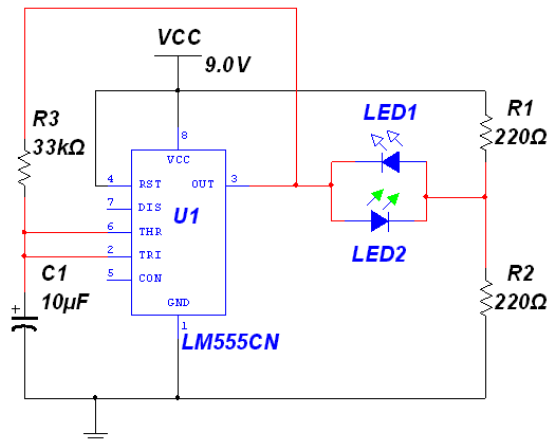 VCC
9.0V
R3
33kΩ
LED1
R1
220Ω
8
VCC
4
RST
OUT
3
7
DIS
U1
6
THR
2
TRI
5
CON
LED2
C1
10µF
+
GND
1
LM555CN
R2
220Ω